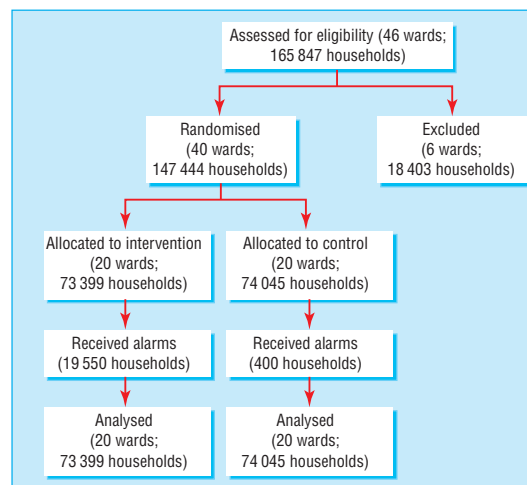 Assessed for eligibility (46 wards;
165 847 households)
Randomised
(40 wards;
147 444 households)
Excluded
(6 wards;
18 403 households)
Allocated to intervention
(20 wards;
73 399 households)
Allocated to control
(20 wards;
74 045 households)
Received alarms
(19 550 households)
Received alarms
(400 households)
Analysed
(20 wards;
73 399 households)
Analysed
(20 wards;
74 045 households)